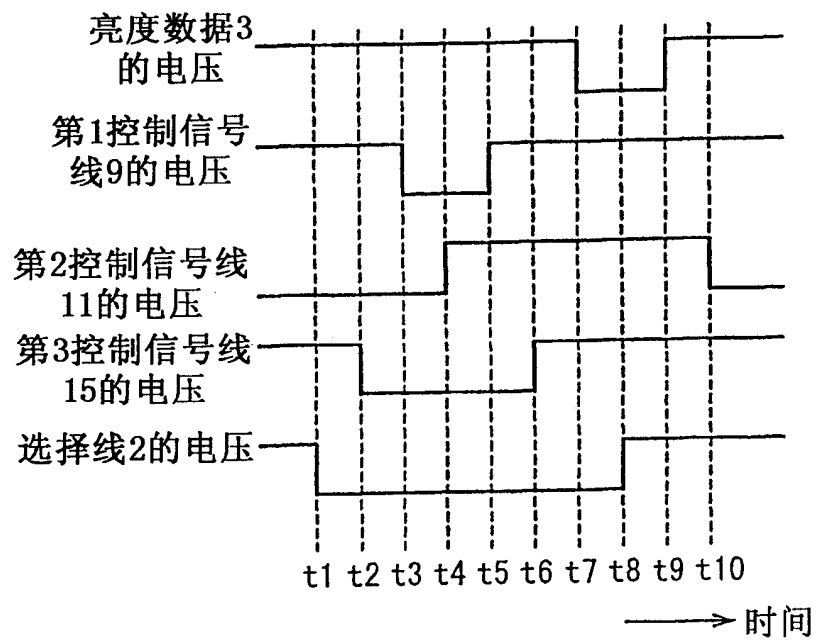 亮度数据3
的电压
第1控制信号
线9的电压
第2控制信号线
11的电压
第3控制信号线
15的电压
选择线2的电压
t1 t2 t3 t4 t5 t6 t7 t8 t9 t10
时间